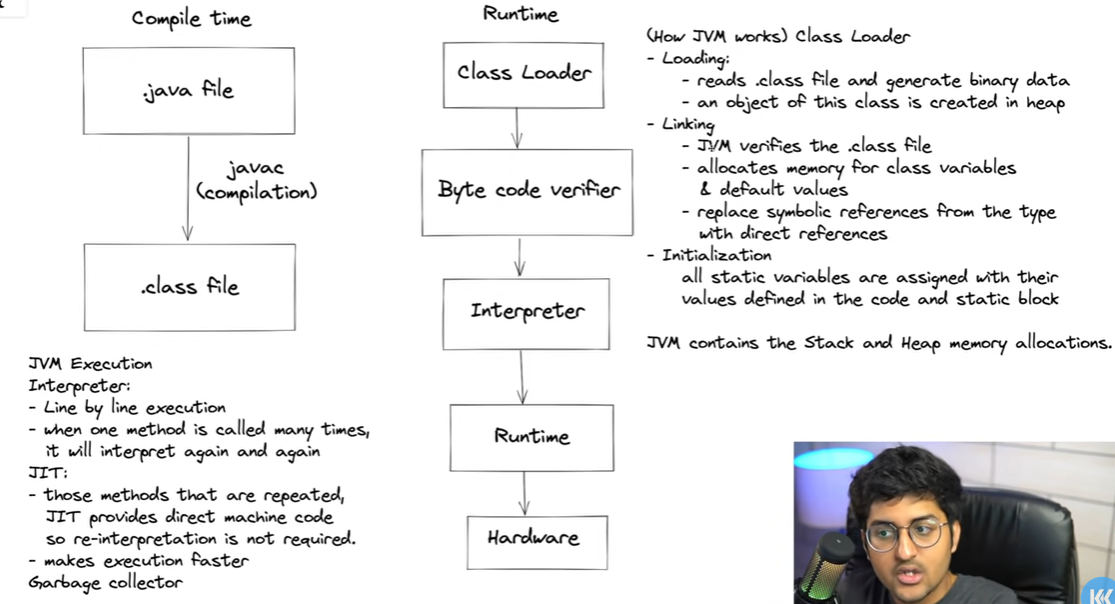 Compile time
.java file
javac
(compilation)
.class file
JVM Execution
Interpreter:
- Line by line execution
- when one method is called many times,
it will interpret again and again
JIT:
- those methods that are repeated,
JIT provides direct machine code
so re-interpretation is not required.
- makes execution faster
Garbage collector
Runtime
Class Loader
Byte code verifier
Interpreter
Runtime
Hardware
(How JVM works) Class Loader
- Loading:
- reads .class file and generate binary data
- an object of this class is created in heap
- Linking
- JVM verifies the .class file
- allocates memory for class variables
& default values
- replace symbolic references from the type
with direct references
- Initialization
all static variables are assigned with their
values defined in the code and static block
JVM contains the Stack and Heap memory allocations.